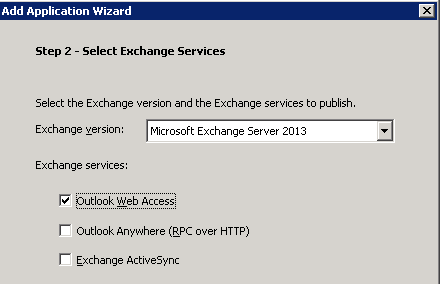 Add Application Wizard
Step 2 - Select Exchange Services
Select the Exchange version and the Exchange services to publish.
Exchange version: Microsoft Exchange Server 2013
Exchange services:
Outlook Web Access
Outlook Anywhere (RPC over HTTP)
Exchange ActiveSync